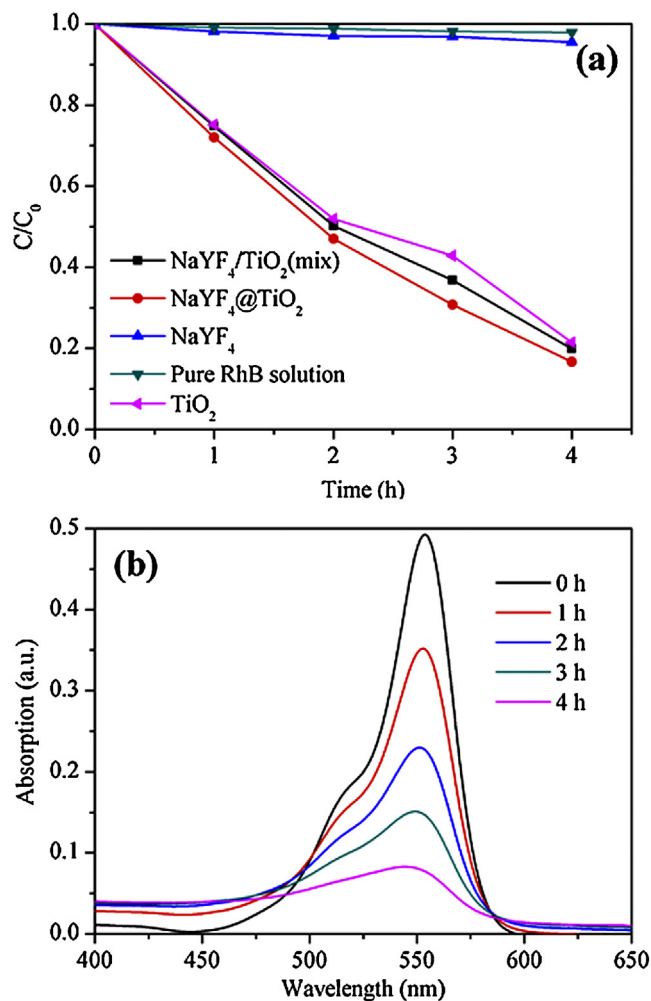 1.0
0.8
0.6
0.4
0.2
0.0
C/C₀
(a)
NaYF₄/TiO₂(mix)
NaYF₄@TiO₂
NaYF₄
Pure RhB solution
TiO₂
0 1 2 3 4
Time (h)
0.5
0.4
0.3
0.2
0.1
0.0
Absorption (a.u.)
(b)
0 h
1 h
2 h
3 h
4 h
400 450 500 550 600 650
Wavelength (nm)